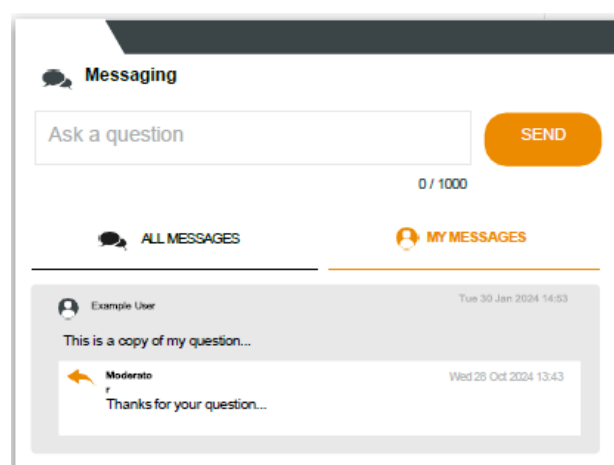 Messaging
Ask a question
SEND
0 / 1000
ALL MESSAGES
MY MESSAGES
Example User
Tue 30 Jan 2024 14:53
This is a copy of my question...
Moderato
r
Wed 28 Oct 2024 13:43
Thanks for your question...